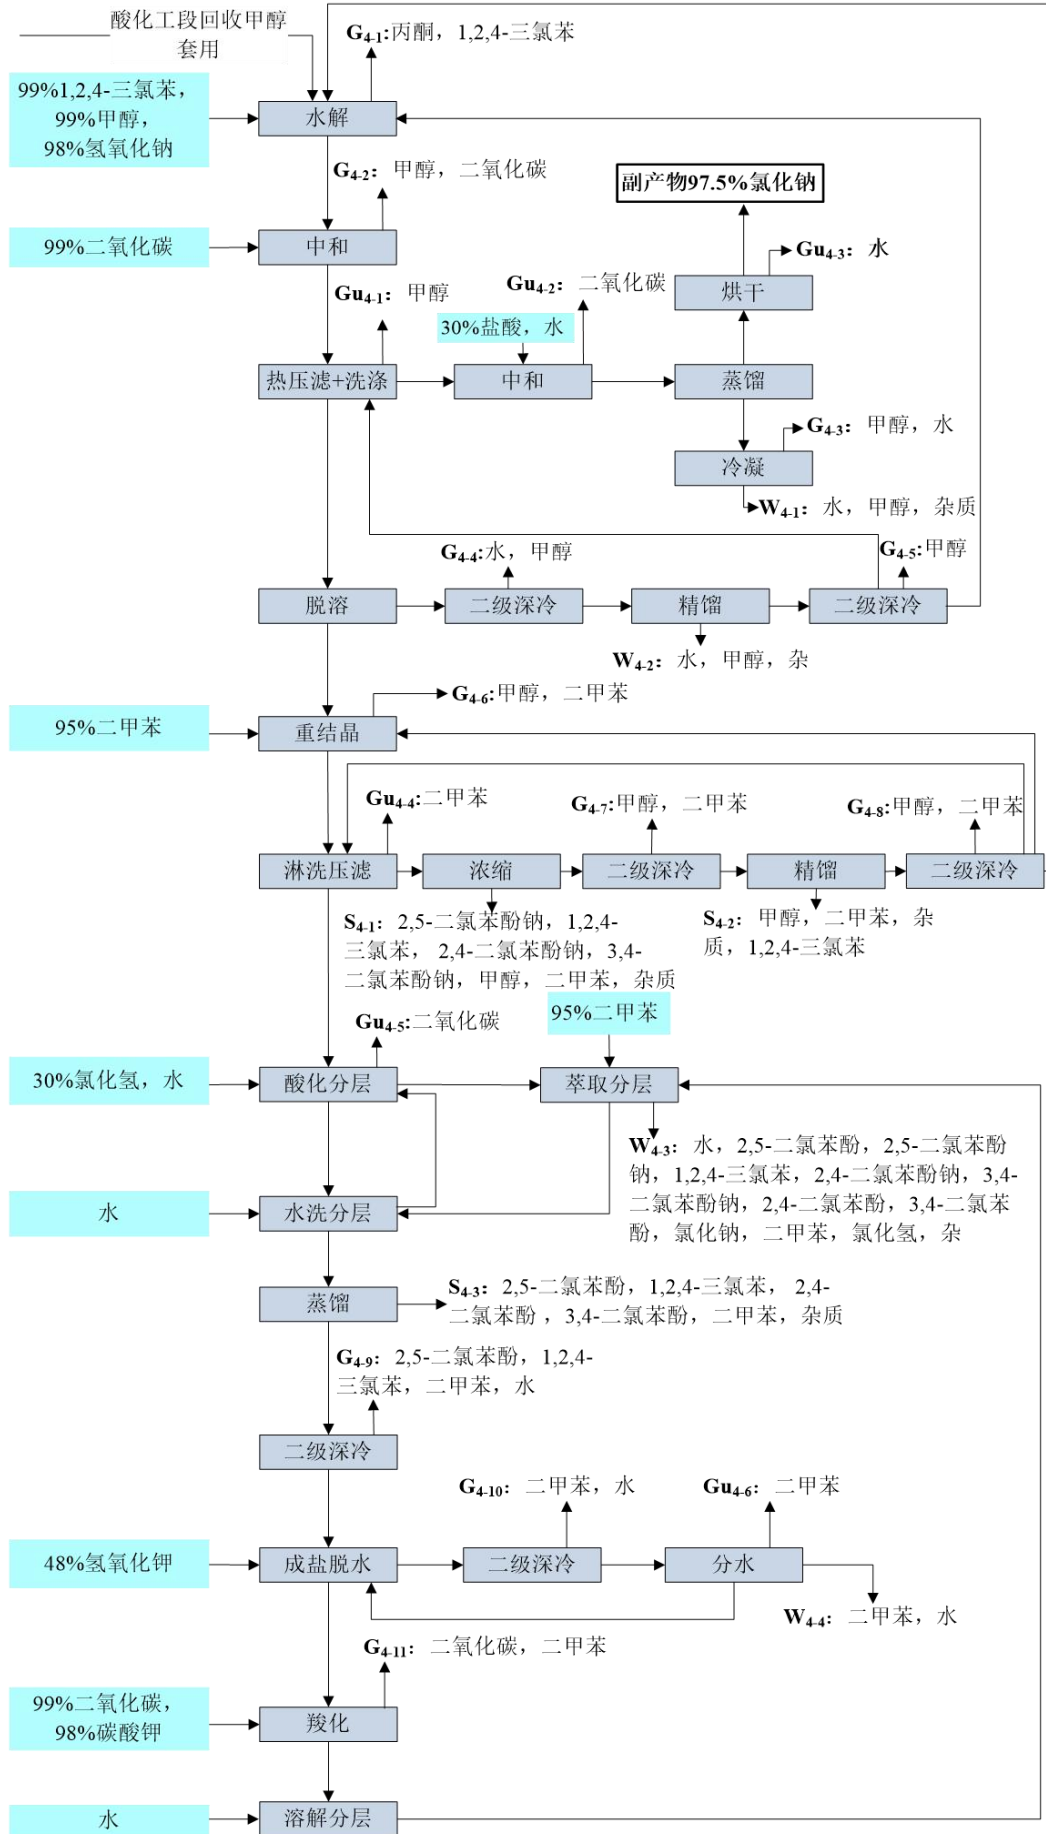 酸化工段回收甲醇
套用
G4-1:丙酮，1,2,4-三氯苯
99%1,2,4-三氯苯，
99%甲醇，
98%氢氧化钠
水解
G4-2：甲醇，二氧化碳
副产物97.5%氯化钠
99%二氧化碳
中和
Gu4-3：水
Gu4-1：甲醇
Gu4-2：二氧化碳
烘干
30%盐酸，水
热压滤+洗涤
中和
蒸馏
G4-3：甲醇，水
冷凝
W4-1：水，甲醇，杂质
G4-4:水，甲醇
G4-5:甲醇
脱溶
二级深冷
精馏
二级深冷
W4-2：水，甲醇，杂
G4-6:甲醇，二甲苯
95%二甲苯
重结晶
Gu4-4:二甲苯
G4-7:甲醇，二甲苯
G4-8:甲醇，二甲苯
淋洗压滤
浓缩
二级深冷
精馏
二级深冷
S4-1：2,5-二氯苯酚钠，1,2,4-
三氯苯， 2,4-二氯苯酚钠，3,4-
二氯苯酚钠，甲醇，二甲苯，杂质
S4-2：甲醇，二甲苯，杂
质，1,2,4-三氯苯
Gu4-5:二氧化碳
95%二甲苯
30%氯化氢，水
酸化分层
萃取分层
W4-3：水，2,5-二氯苯酚，2,5-二氯苯酚
钠，1,2,4-三氯苯，2,4-二氯苯酚钠，3,4-
二氯苯酚钠，2,4-二氯苯酚，3,4-二氯苯
酚，氯化钠，二甲苯，氯化氢，杂
水
水洗分层
蒸馏
S4-3：2,5-二氯苯酚，1,2,4-三氯苯， 2,4-
二氯苯酚 ，3,4-二氯苯酚，二甲苯，杂质
G4-9：2,5-二氯苯酚，1,2,4-
三氯苯，二甲苯，水
二级深冷
G4-10：二甲苯，水
Gu4-6：二甲苯
48%氢氧化钾
成盐脱水
二级深冷
分水
W4-4：二甲苯，水
G4-11：二氧化碳，二甲苯
99%二氧化碳，
98%碳酸钾
羧化
水
溶解分层